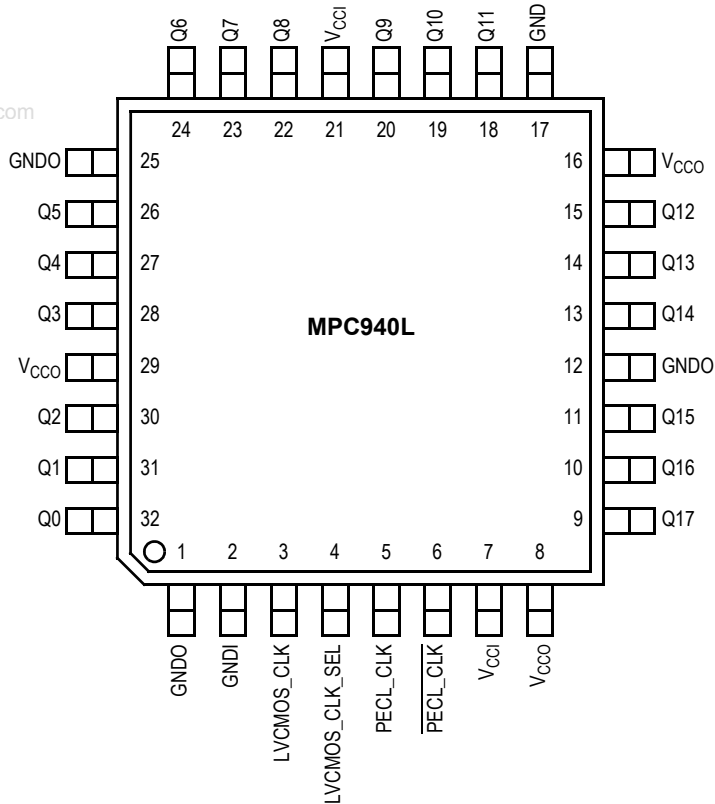 Q6 Q7 Q8 VCCI Q9 Q10 Q11 GND
com
24 23 22 21 20 19 18 17
GNDO 25 16 VCCO
Q5 26 15 Q12
Q4 27 14 Q13
Q3 28 13 Q14
MPC940L
VCCO 29 12 GNDO
Q2 30 11 Q15
Q1 31 10 Q16
Q0 32 9 Q17
1 2 3 4 5 6 7 8
GNDO GNDI LVCMOS_CLK LVCMOS_CLK_SEL PECL_CLK PECL_CLK VCCI VCCO